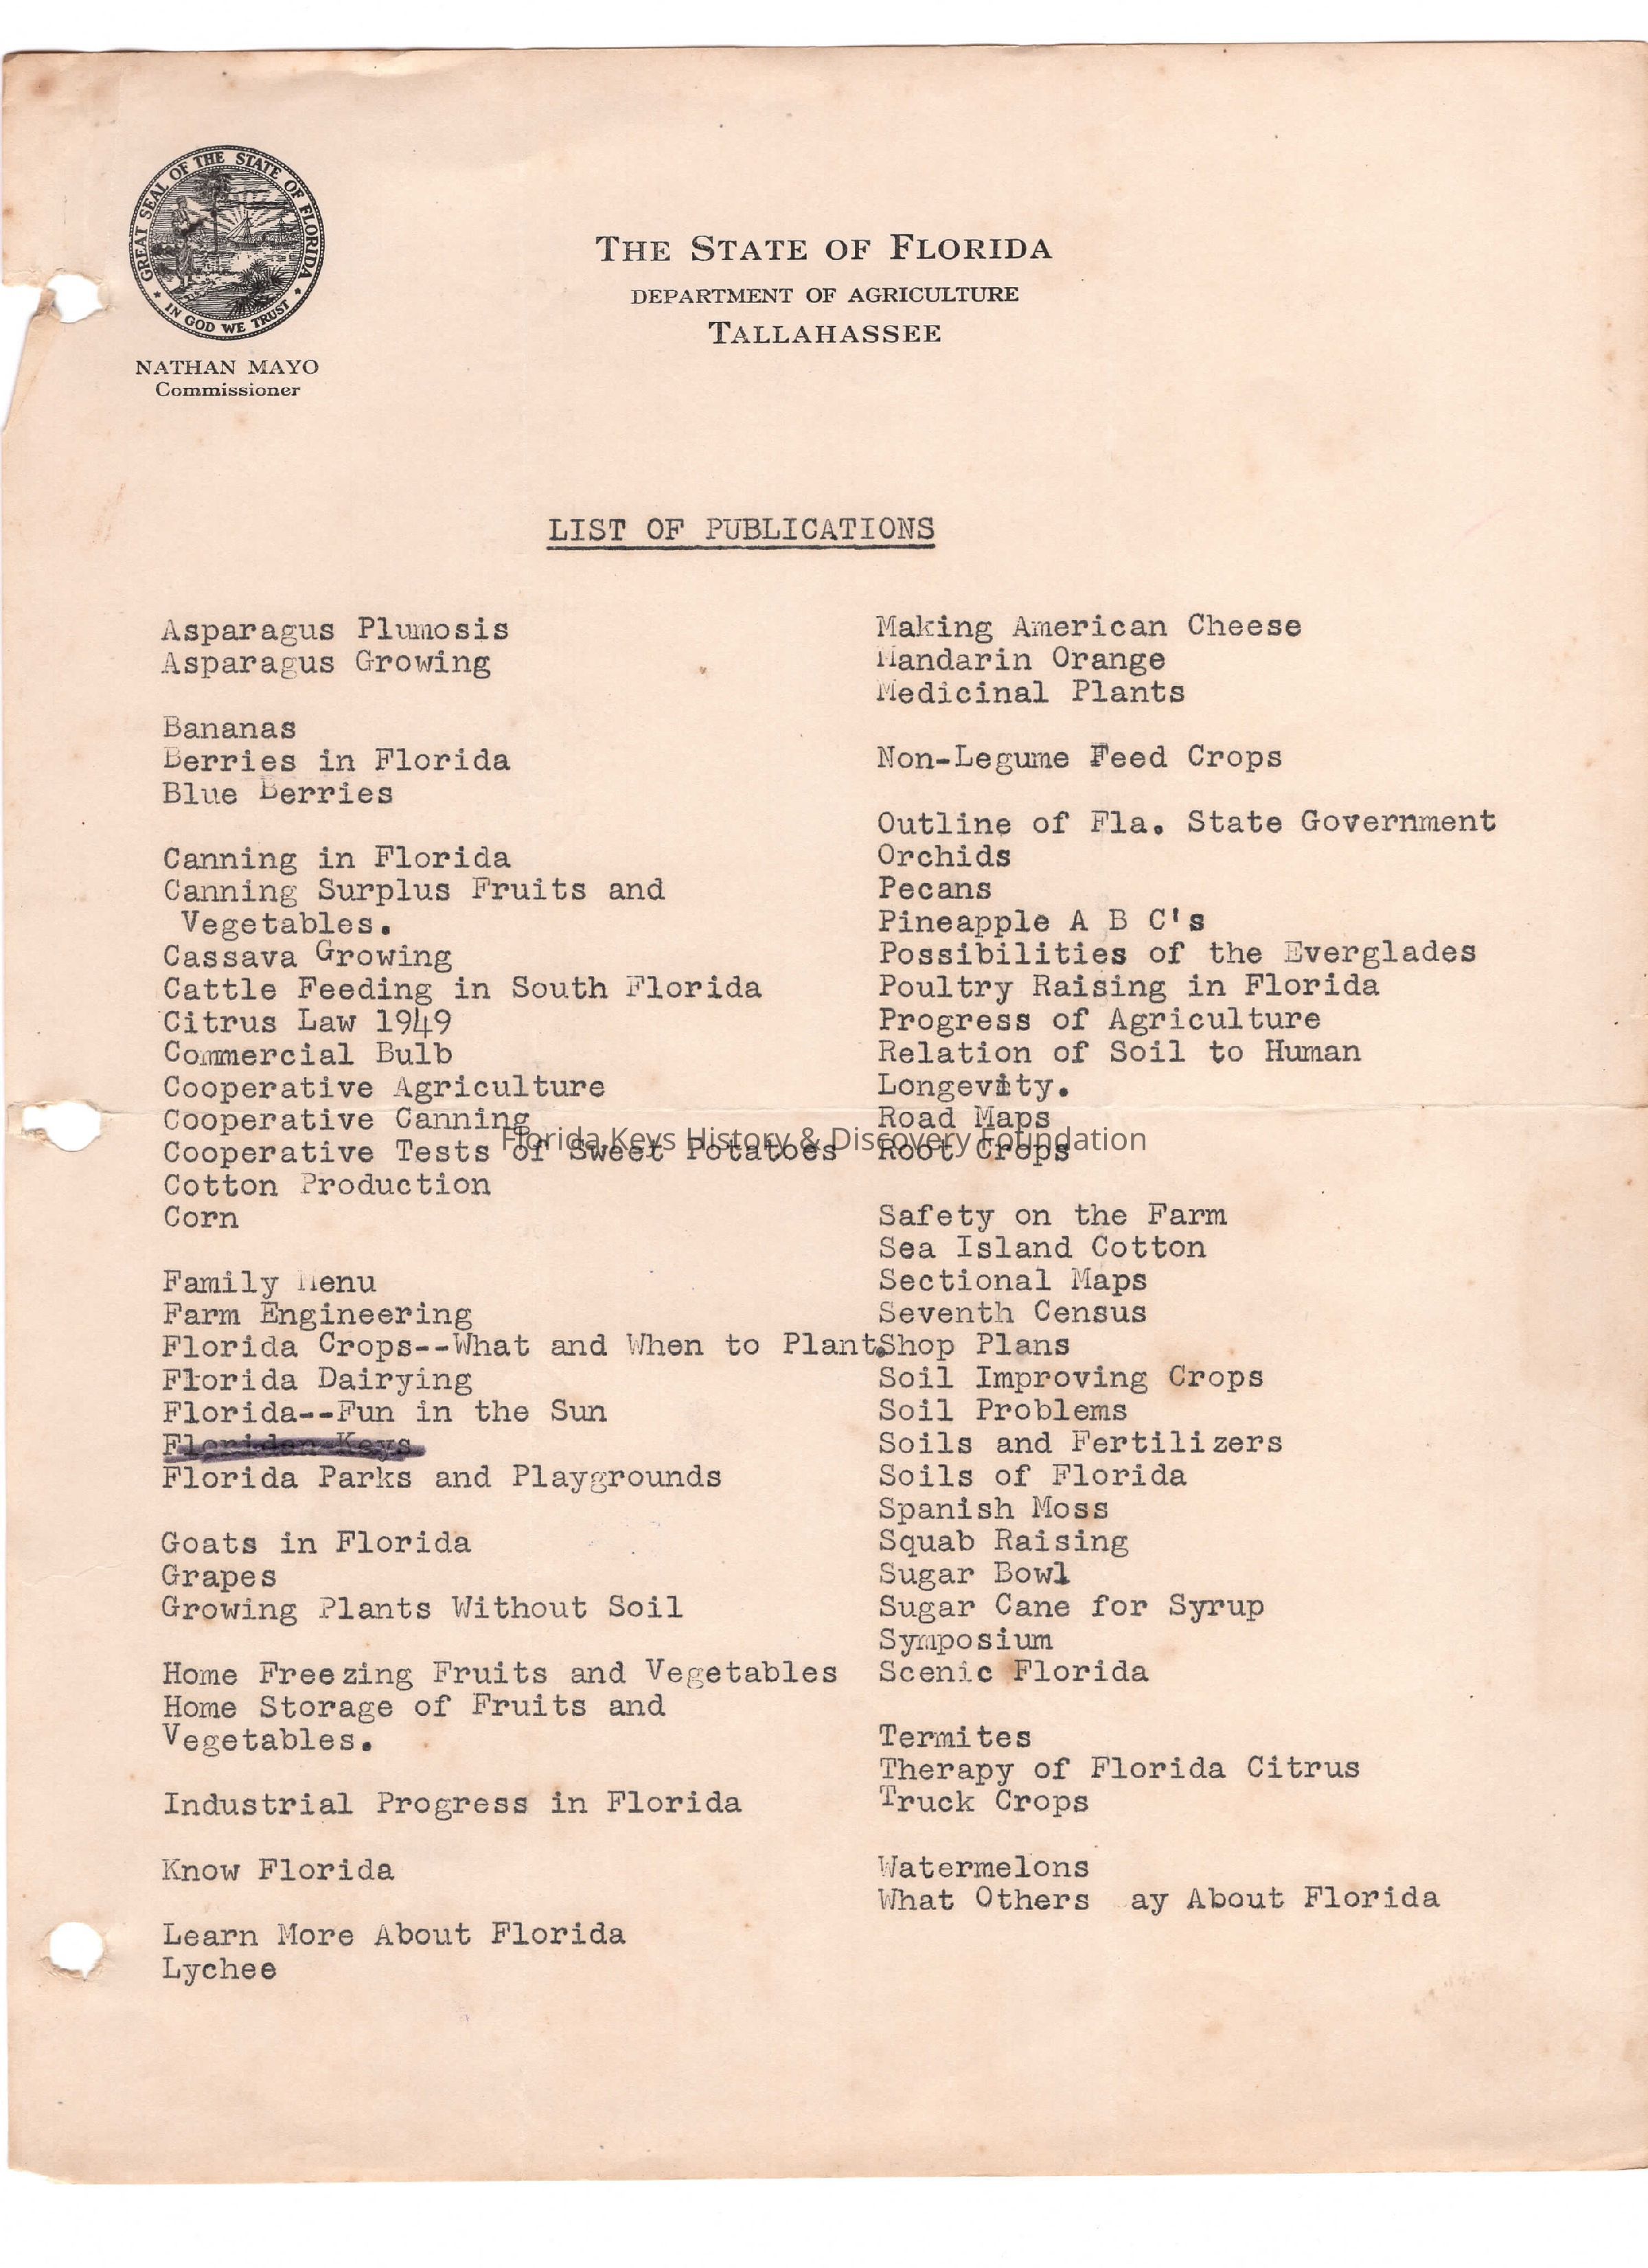 GREAT SEAL OF THE STATE OF FLORIDA
IN GOD WE TRUST
NATHAN MAYO
Commissioner
THE STATE OF FLORIDA
DEPARTMENT OF AGRICULTURE
TALLAHASSEE
LIST OF PUBLICATIONS
Asparagus Plumosis
Asparagus Growing
Bananas
Berries in Florida
Blue Berries
Canning in Florida
Canning Surplus Fruits and
Vegetables.
Cassava Growing
Cattle Feeding in South Florida
Citrus Law 1949
Commercial Bulb
Cooperative Agriculture
Cooperative Canning
Cooperative Tests of Sweet Potatoes
Cotton Production
Corn
Family Menu
Farm Engineering
Florida Crops--What and When to Plant.
Florida Dairying
Florida--Fun in the Sun
Floridan Keys
Florida Parks and Playgrounds
Goats in Florida
Grapes
Growing Plants Without Soil
Home Freezing Fruits and Vegetables
Home Storage of Fruits and
Vegetables.
Industrial Progress in Florida
Know Florida
Learn More About Florida
Lychee
Making American Cheese
Mandarin Orange
Medicinal Plants
Non-Legume Feed Crops
Outline of Fla. State Government
Orchids
Pecans
Pineapple A B C's
Possibilities of the Everglades
Poultry Raising in Florida
Progress of Agriculture
Relation of Soil to Human
Longevity.
Road Maps
Root Crops
Safety on the Farm
Sea Island Cotton
Sectional Maps
Seventh Census
Shop Plans
Soil Improving Crops
Soil Problems
Soils and Fertilizers
Soils of Florida
Spanish Moss
Squab Raising
Sugar Bowl
Sugar Cane for Syrup
Symposium
Scenic Florida
Termites
Therapy of Florida Citrus
Truck Crops
Watermelons
What Others ay About Florida
Florida Keys History & Discovery Foundation